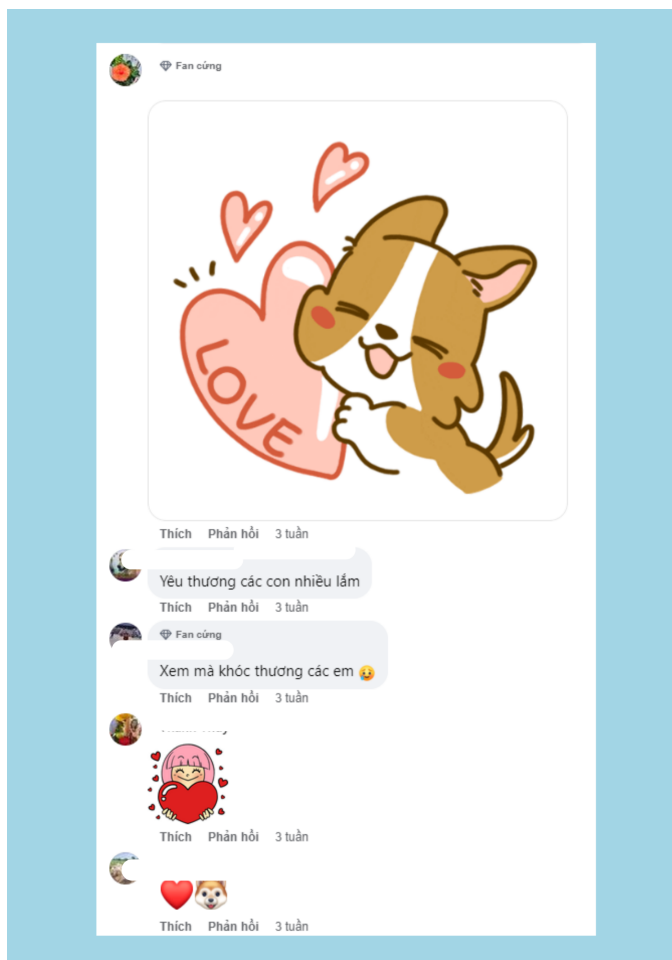 Fan cứng
LOVE
Thích Phản hồi 3 tuần
Yêu thương các con nhiều lắm
Thích Phản hồi 3 tuần
Fan cứng
Xem mà khóc thương các em 😥
Thích Phản hồi 3 tuần
Thích Phản hồi 3 tuần
❤️🐺
Thích Phản hồi 3 tuần